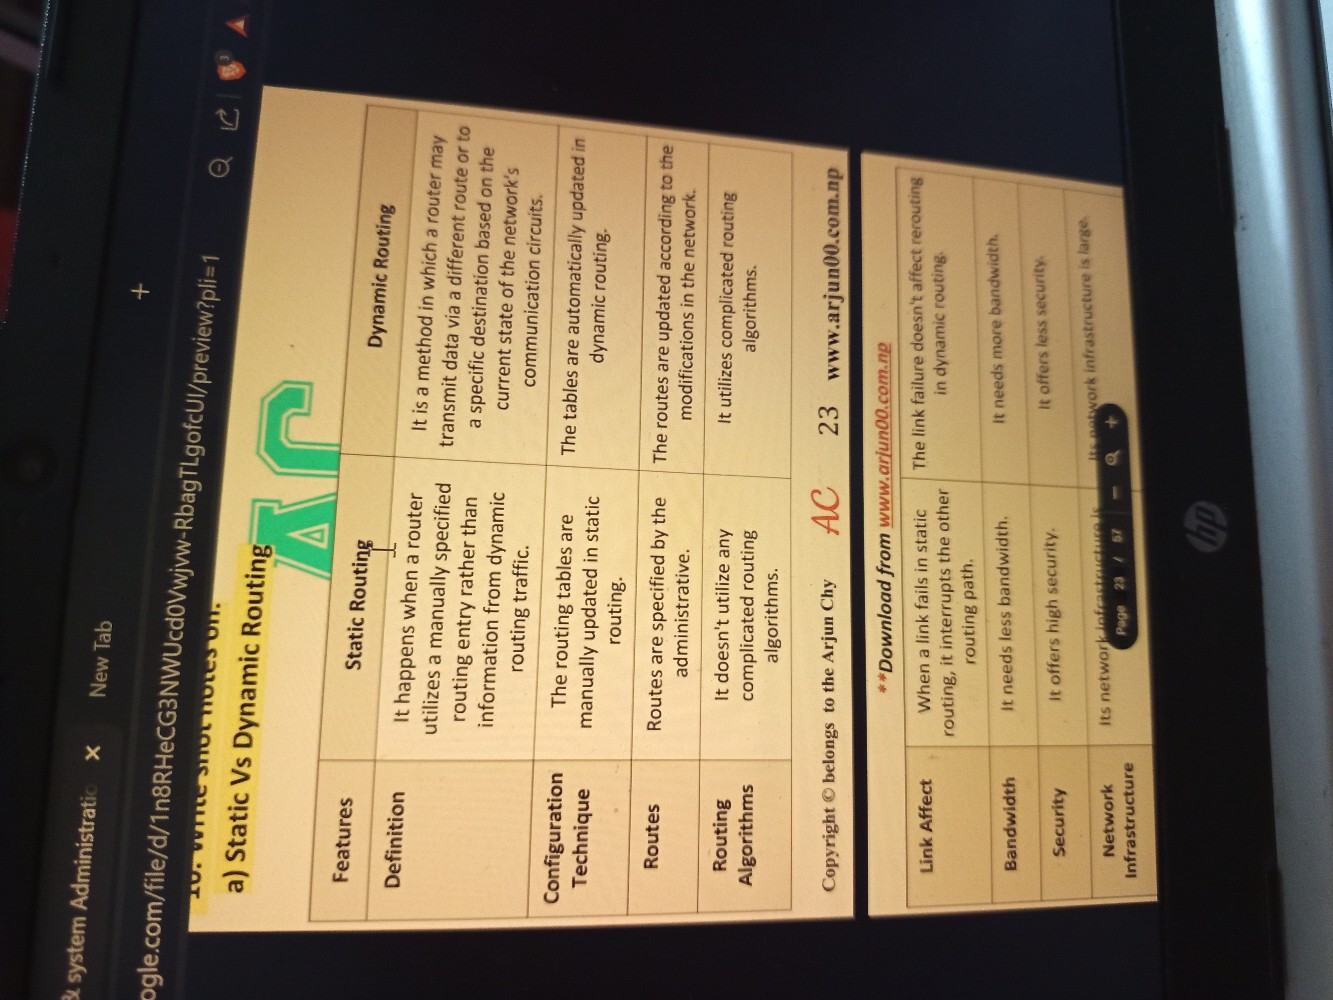 & system Administratic
×
New Tab
+
ogle.com/file/d/1n8RHeCG3NWUcd0Vwjvw-RbagTLgofcUI/preview?pli=1
10. Write short notes on:
a) Static Vs Dynamic Routing
Features
Static Routing
Dynamic Routing
Definition
It happens when a router
utilizes a manually specified
routing entry rather than
information from dynamic
routing traffic.
It is a method in which a router may
transmit data via a different route or to
a specific destination based on the
current state of the network's
communication circuits.
Configuration
Technique
The routing tables are
manually updated in static
routing.
The tables are automatically updated in
dynamic routing.
Routes
Routes are specified by the
administrative.
The routes are updated according to the
modifications in the network.
Routing
Algorithms
It doesn't utilize any
complicated routing
algorithms.
It utilizes complicated routing
algorithms.
Copyright © belongs to the Arjun Chy AC 23 www.arjun00.com.np
**Download from www.arjun00.com.np
Link Affect
When a link fails in static
routing, it interrupts the other
routing path.
The link failure doesn't affect rerouting
in dynamic routing.
Bandwidth
It needs less bandwidth.
It needs more bandwidth.
Security
It offers high security.
It offers less security.
Network
Infrastructure
Its network infrastructure is
Its network infrastructure is large.
Page 23 / 57 − +
hp